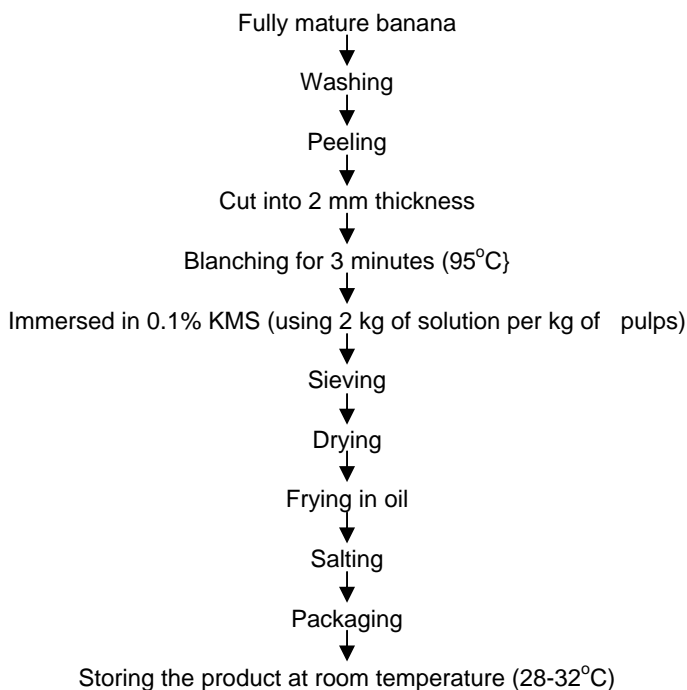 Fully mature banana
Washing
Peeling
Cut into 2 mm thickness
Blanching for 3 minutes (95°C}
Immersed in 0.1% KMS (using 2 kg of solution per kg of pulps)
Sieving
Drying
Frying in oil
Salting
Packaging
Storing the product at room temperature (28-32°C)